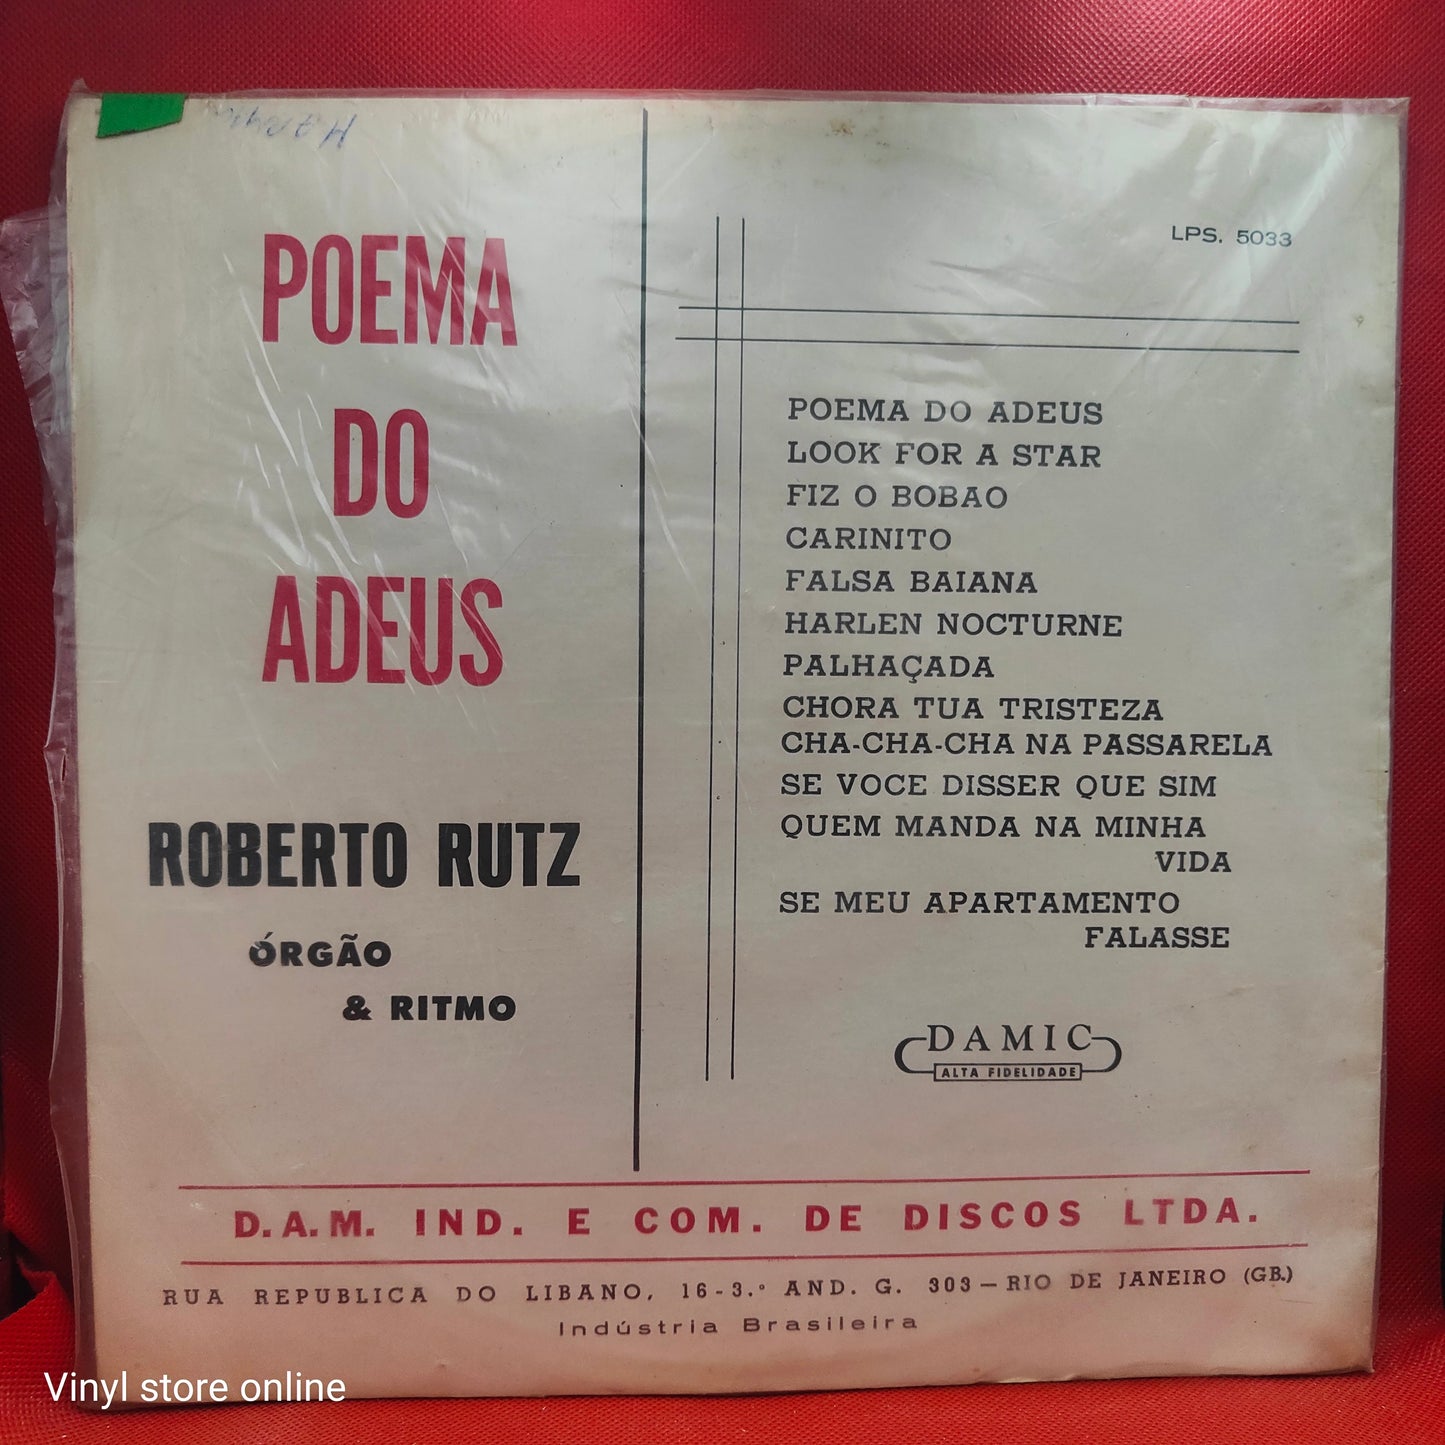 POEMA
DO
ADEUS
ROBERTO RUTZ
ÓRGÃO
& RITMO
LPS. 5033
POEMA DO ADEUS
LOOK FOR A STAR
FIZ O BOBAO
CARINITO
FALSA BAIANA
HARLEN NOCTURNE
PALHAÇADA
CHORA TUA TRISTEZA
CHA-CHA-CHA NA PASSARELA
SE VOCE DISSER QUE SIM
QUEM MANDA NA MINHA
VIDA
SE MEU APARTAMENTO
FALASSE
DAMIC
ALTA FIDELIDADE
D.A.M. IND. E COM. DE DISCOS LTDA.
RUA REPUBLICA DO LIBANO, 16-3.º AND. G. 303 — RIO DE JANEIRO (GB.)
Indústria Brasileira
Vinyl store online